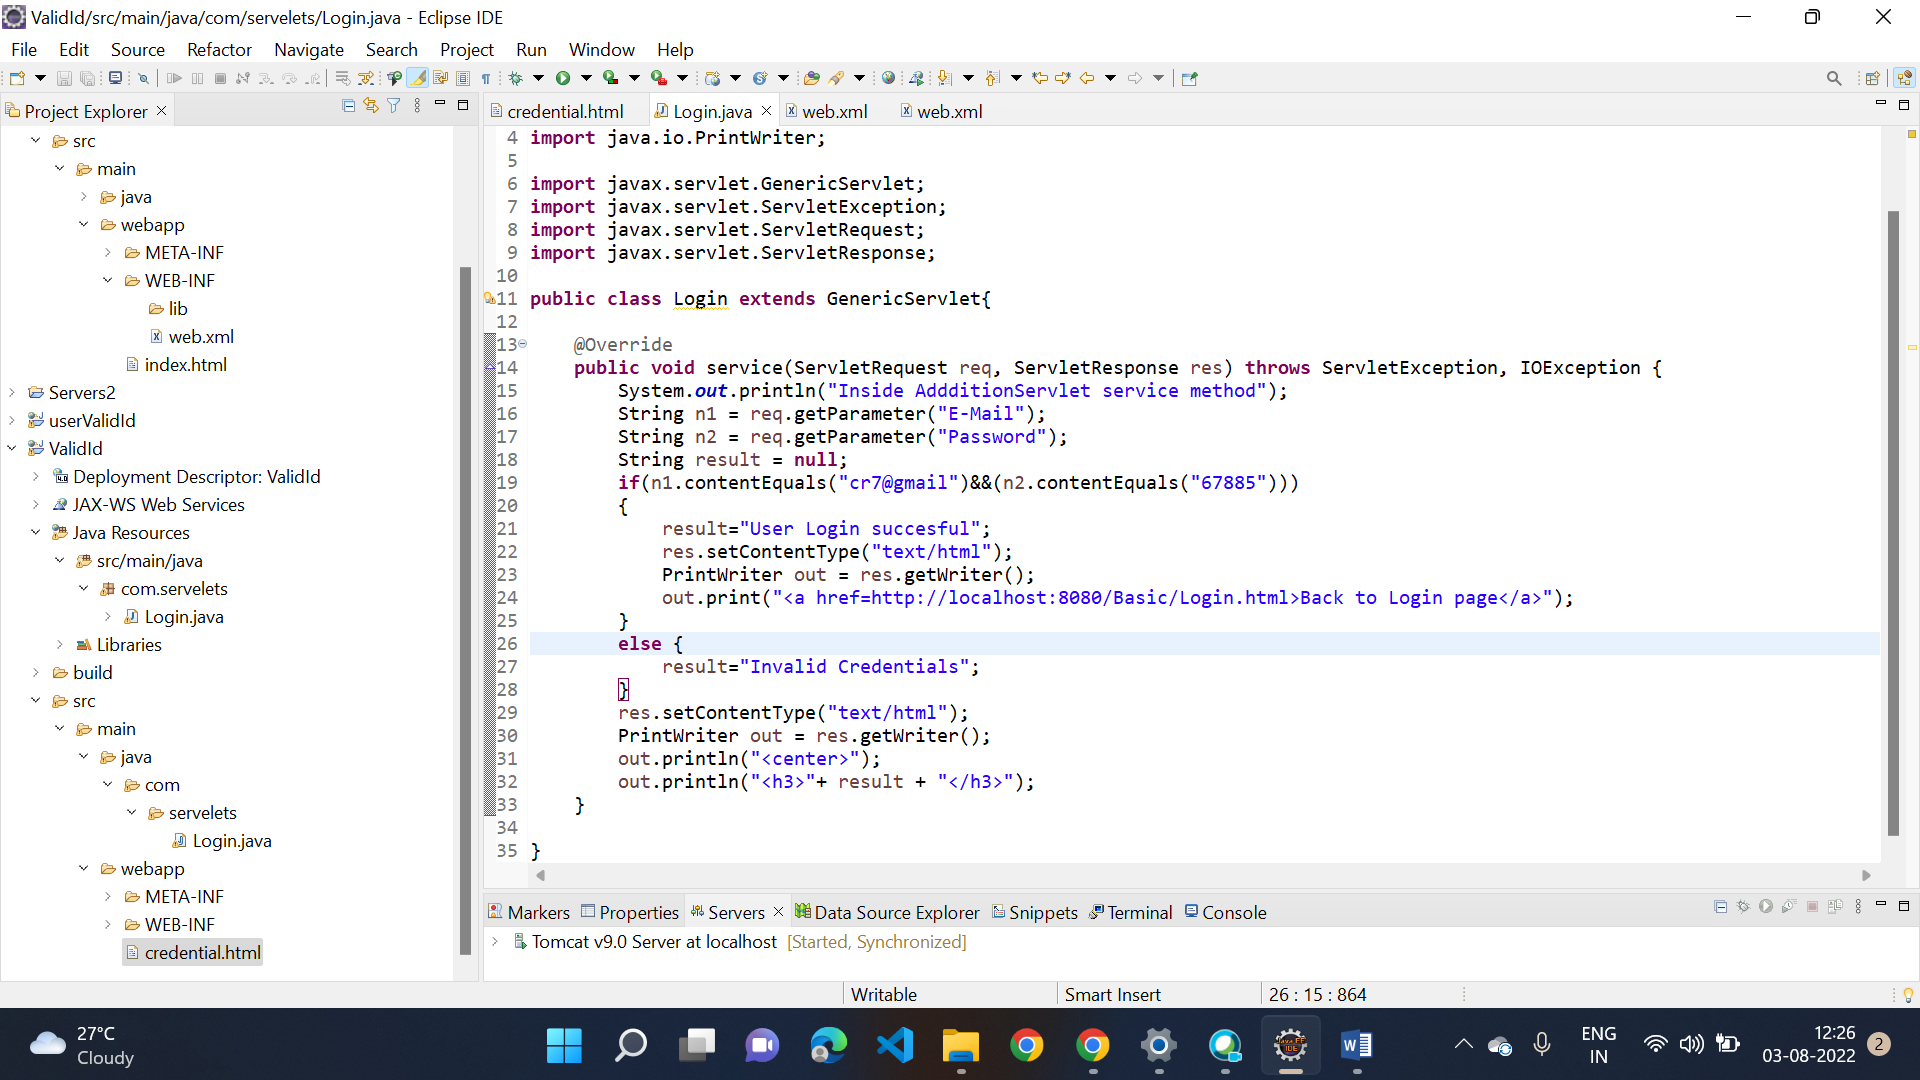 ValidId/src/main/java/com/servelets/Login.java - Eclipse IDE
File Edit Source Refactor Navigate Search Project Run Window Help
Project Explorer
src
main
java
webapp
META-INF
WEB-INF
lib
web.xml
index.html
Servers2
userValidId
ValidId
Deployment Descriptor: ValidId
JAX-WS Web Services
Java Resources
src/main/java
com.servelets
Login.java
Libraries
build
src
main
java
com
servelets
Login.java
webapp
META-INF
WEB-INF
credential.html
credential.html Login.java web.xml web.xml
4 import java.io.PrintWriter;
5
6 import javax.servlet.GenericServlet;
7 import javax.servlet.ServletException;
8 import javax.servlet.ServletRequest;
9 import javax.servlet.ServletResponse;
10
11 public class Login extends GenericServlet{
12
13 @Override
14 public void service(ServletRequest req, ServletResponse res) throws ServletException, IOException {
15 System.out.println("Inside AddditionServlet service method");
16 String n1 = req.getParameter("E-Mail");
17 String n2 = req.getParameter("Password");
18 String result = null;
19 if(n1.contentEquals("cr7@gmail")&&(n2.contentEquals("67885")))
20 {
21 result="User Login succesful";
22 res.setContentType("text/html");
23 PrintWriter out = res.getWriter();
24 out.print("<a href=http://localhost:8080/Basic/Login.html>Back to Login page</a>");
25 }
26 else {
27 result="Invalid Credentials";
28 }
29 res.setContentType("text/html");
30 PrintWriter out = res.getWriter();
31 out.println("<center>");
32 out.println("<h3>"+ result + "</h3>");
33 }
34
35 }
Markers Properties Servers Data Source Explorer Snippets Terminal Console
Tomcat v9.0 Server at localhost [Started, Synchronized]
Writable Smart Insert 26 : 15 : 864
27°C
Cloudy
ENG
IN
12:26
03-08-2022
2